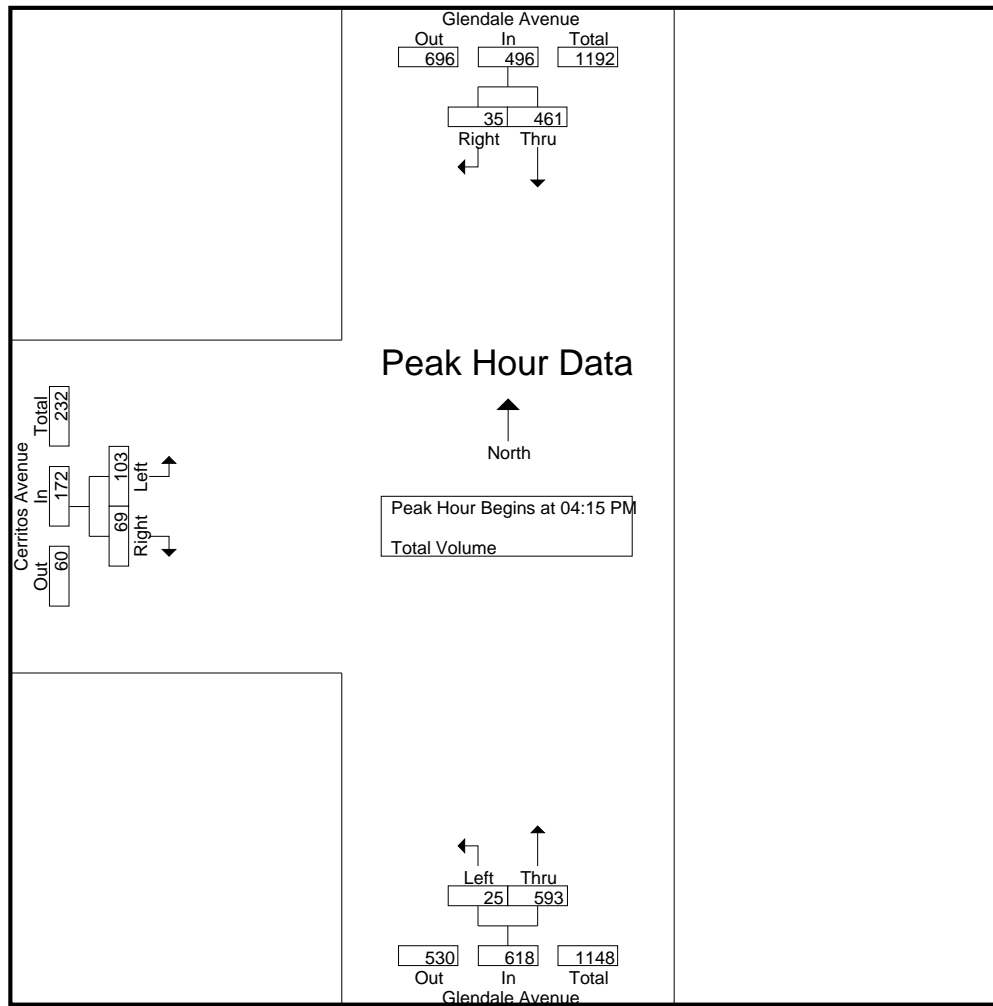 Glendale Avenue
Out In Total
696 496 1192
35 461
Right Thru
Peak Hour Data
North
Peak Hour Begins at 04:15 PM
Total Volume
Cerritos Avenue
Out In Total
60 172 232
69 103
Right Left
Left Thru
25 593
530 618 1148
Out In Total
Glendale Avenue